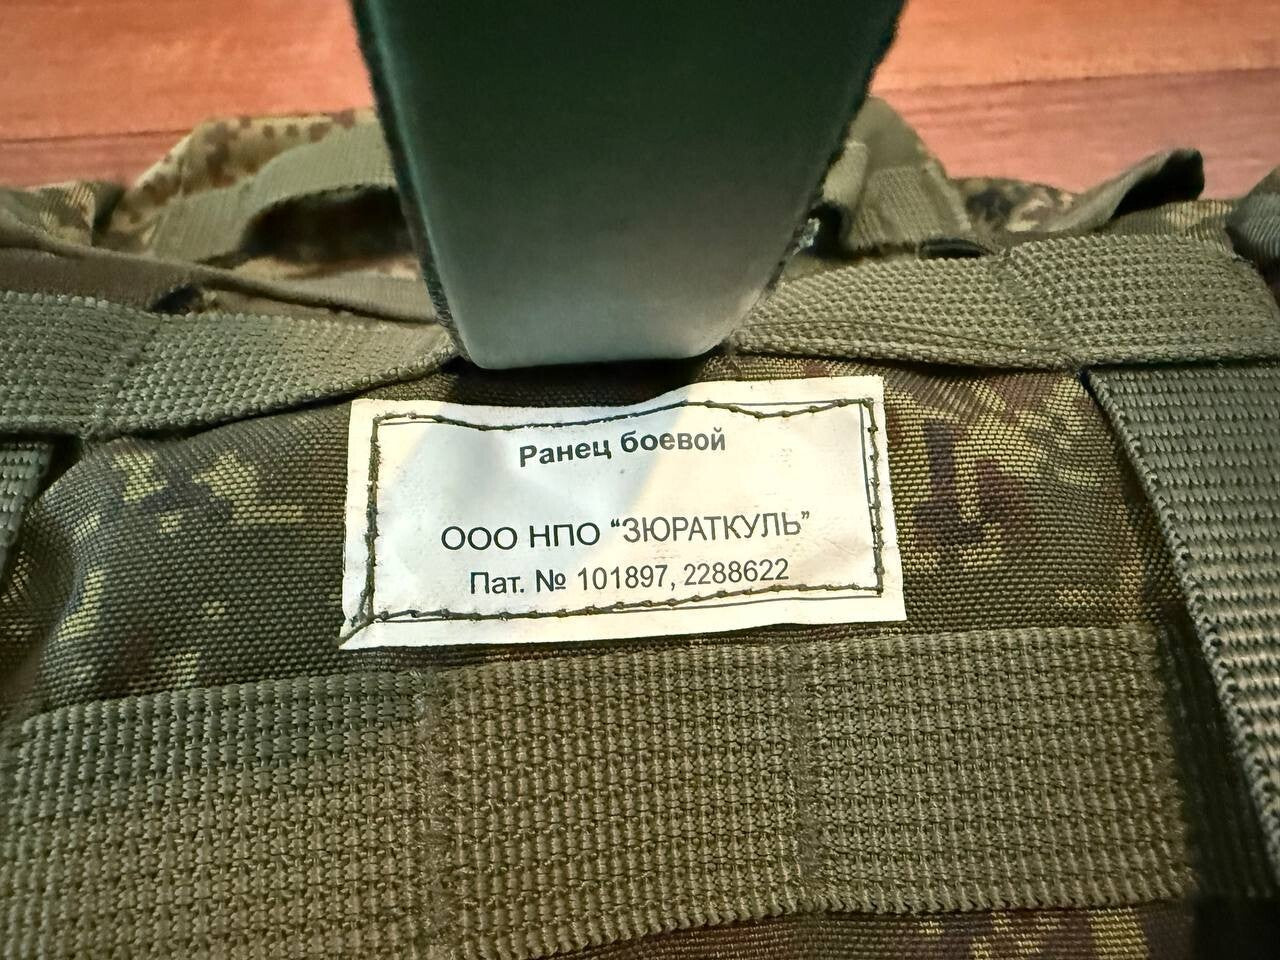 Ранец боевой
ООО НПО “ЗЮРАТКУЛЬ”
Пат. № 101897, 2288622